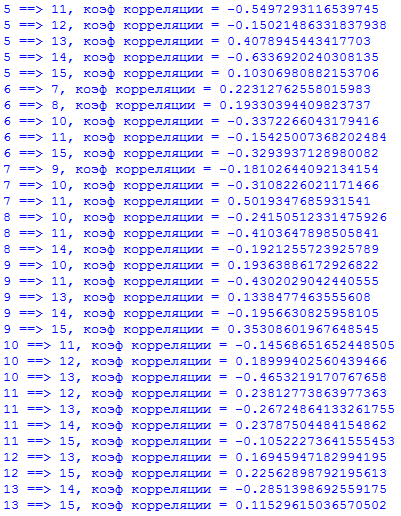 5 ==> 11, коэф корреляции = -0.5497293116539745
5 ==> 12, коэф корреляции = -0.15021486331837938
5 ==> 13, коэф корреляции = 0.4078945443417703
5 ==> 14, коэф корреляции = -0.6336920240308135
5 ==> 15, коэф корреляции = 0.10306980882153706
6 ==> 7, коэф корреляции = 0.22312762558015983
6 ==> 8, коэф корреляции = 0.19330394409823737
6 ==> 10, коэф корреляции = -0.3372266043179416
6 ==> 11, коэф корреляции = -0.15425007368202484
6 ==> 15, коэф корреляции = -0.3293937128980082
7 ==> 9, коэф корреляции = -0.18102644092134154
7 ==> 10, коэф корреляции = -0.3108226021171466
7 ==> 11, коэф корреляции = 0.5019347685931541
8 ==> 10, коэф корреляции = -0.24150512331475926
8 ==> 11, коэф корреляции = -0.4103647898505841
8 ==> 14, коэф корреляции = -0.1921255723925789
9 ==> 10, коэф корреляции = 0.19363886172926822
9 ==> 11, коэф корреляции = -0.4302029042440555
9 ==> 13, коэф корреляции = 0.1338477463555608
9 ==> 14, коэф корреляции = -0.1956630825958105
9 ==> 15, коэф корреляции = 0.35308601967648545
10 ==> 11, коэф корреляции = -0.14568651652448505
10 ==> 12, коэф корреляции = 0.18999402560439466
10 ==> 13, коэф корреляции = -0.4653219170767658
11 ==> 12, коэф корреляции = 0.23812773863977363
11 ==> 13, коэф корреляции = -0.26724864133261755
11 ==> 14, коэф корреляции = 0.23787504484154862
11 ==> 15, коэф корреляции = -0.10522273641555453
12 ==> 13, коэф корреляции = 0.16945947182994195
12 ==> 15, коэф корреляции = 0.22562898792195613
13 ==> 14, коэф корреляции = -0.2851398692559175
13 ==> 15, коэф корреляции = 0.11529615036570502